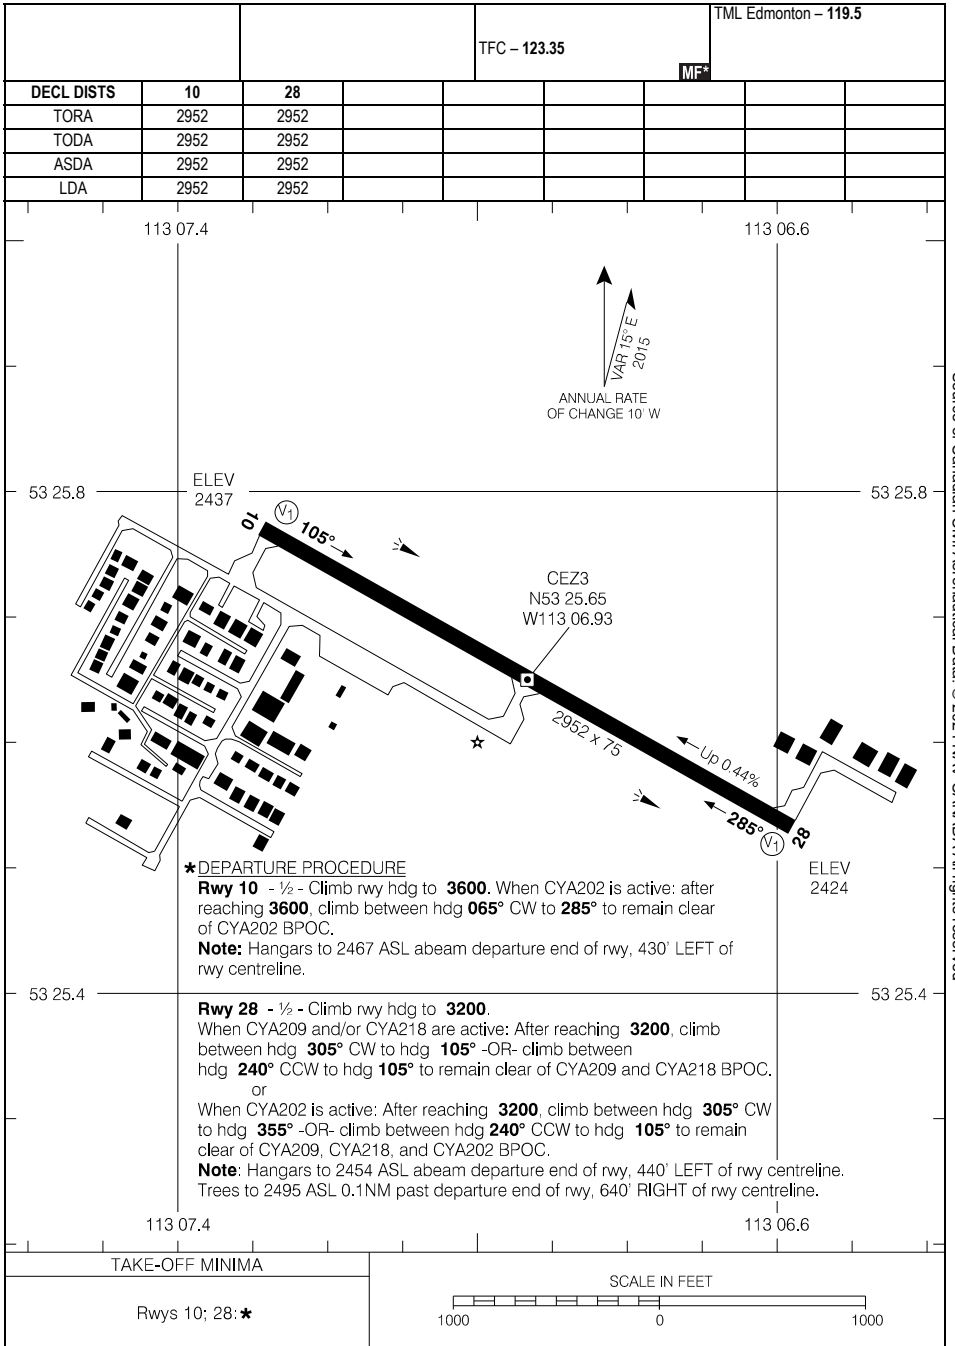 TML Edmonton – 119.5
TFC – 123.35
MF*
DECL DISTS 10 28
TORA 2952 2952
TODA 2952 2952
ASDA 2952 2952
LDA 2952 2952
113 07.4 113 06.6
VAR 15° E
2015
ANNUAL RATE
OF CHANGE 10' W
53 25.8 53 25.8
ELEV
2437
10
V1
105°
CEZ3
N53 25.65
W113 06.93
2952 x 75
Up 0.44%
285°
V1
28
ELEV
2424
*DEPARTURE PROCEDURE
Rwy 10 - ½ - Climb rwy hdg to 3600. When CYA202 is active: after
reaching 3600, climb between hdg 065° CW to 285° to remain clear
of CYA202 BPOC.
Note: Hangars to 2467 ASL abeam departure end of rwy, 430' LEFT of
rwy centreline.
53 25.4 53 25.4
Rwy 28 - ½ - Climb rwy hdg to 3200.
When CYA209 and/or CYA218 are active: After reaching 3200, climb
between hdg 305° CW to hdg 105° -OR- climb between
hdg 240° CCW to hdg 105° to remain clear of CYA209 and CYA218 BPOC.
or
When CYA202 is active: After reaching 3200, climb between hdg 305° CW
to hdg 355° -OR- climb between hdg 240° CCW to hdg 105° to remain
clear of CYA209, CYA218, and CYA202 BPOC.
Note: Hangars to 2454 ASL abeam departure end of rwy, 440' LEFT of rwy centreline.
Trees to 2495 ASL 0.1NM past departure end of rwy, 640' RIGHT of rwy centreline.
113 07.4 113 06.6
TAKE-OFF MINIMA
Rwys 10; 28:*
SCALE IN FEET
1000 0 1000